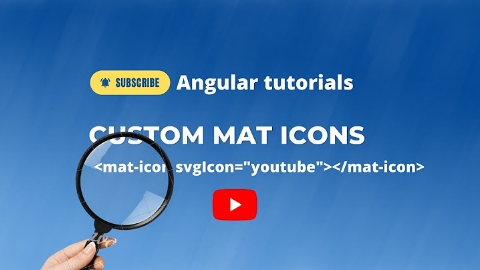 SUBSCRIBE
Angular tutorials
CUSTOM MAT ICONS
<mat-icon svgIcon="youtube"></mat-icon>